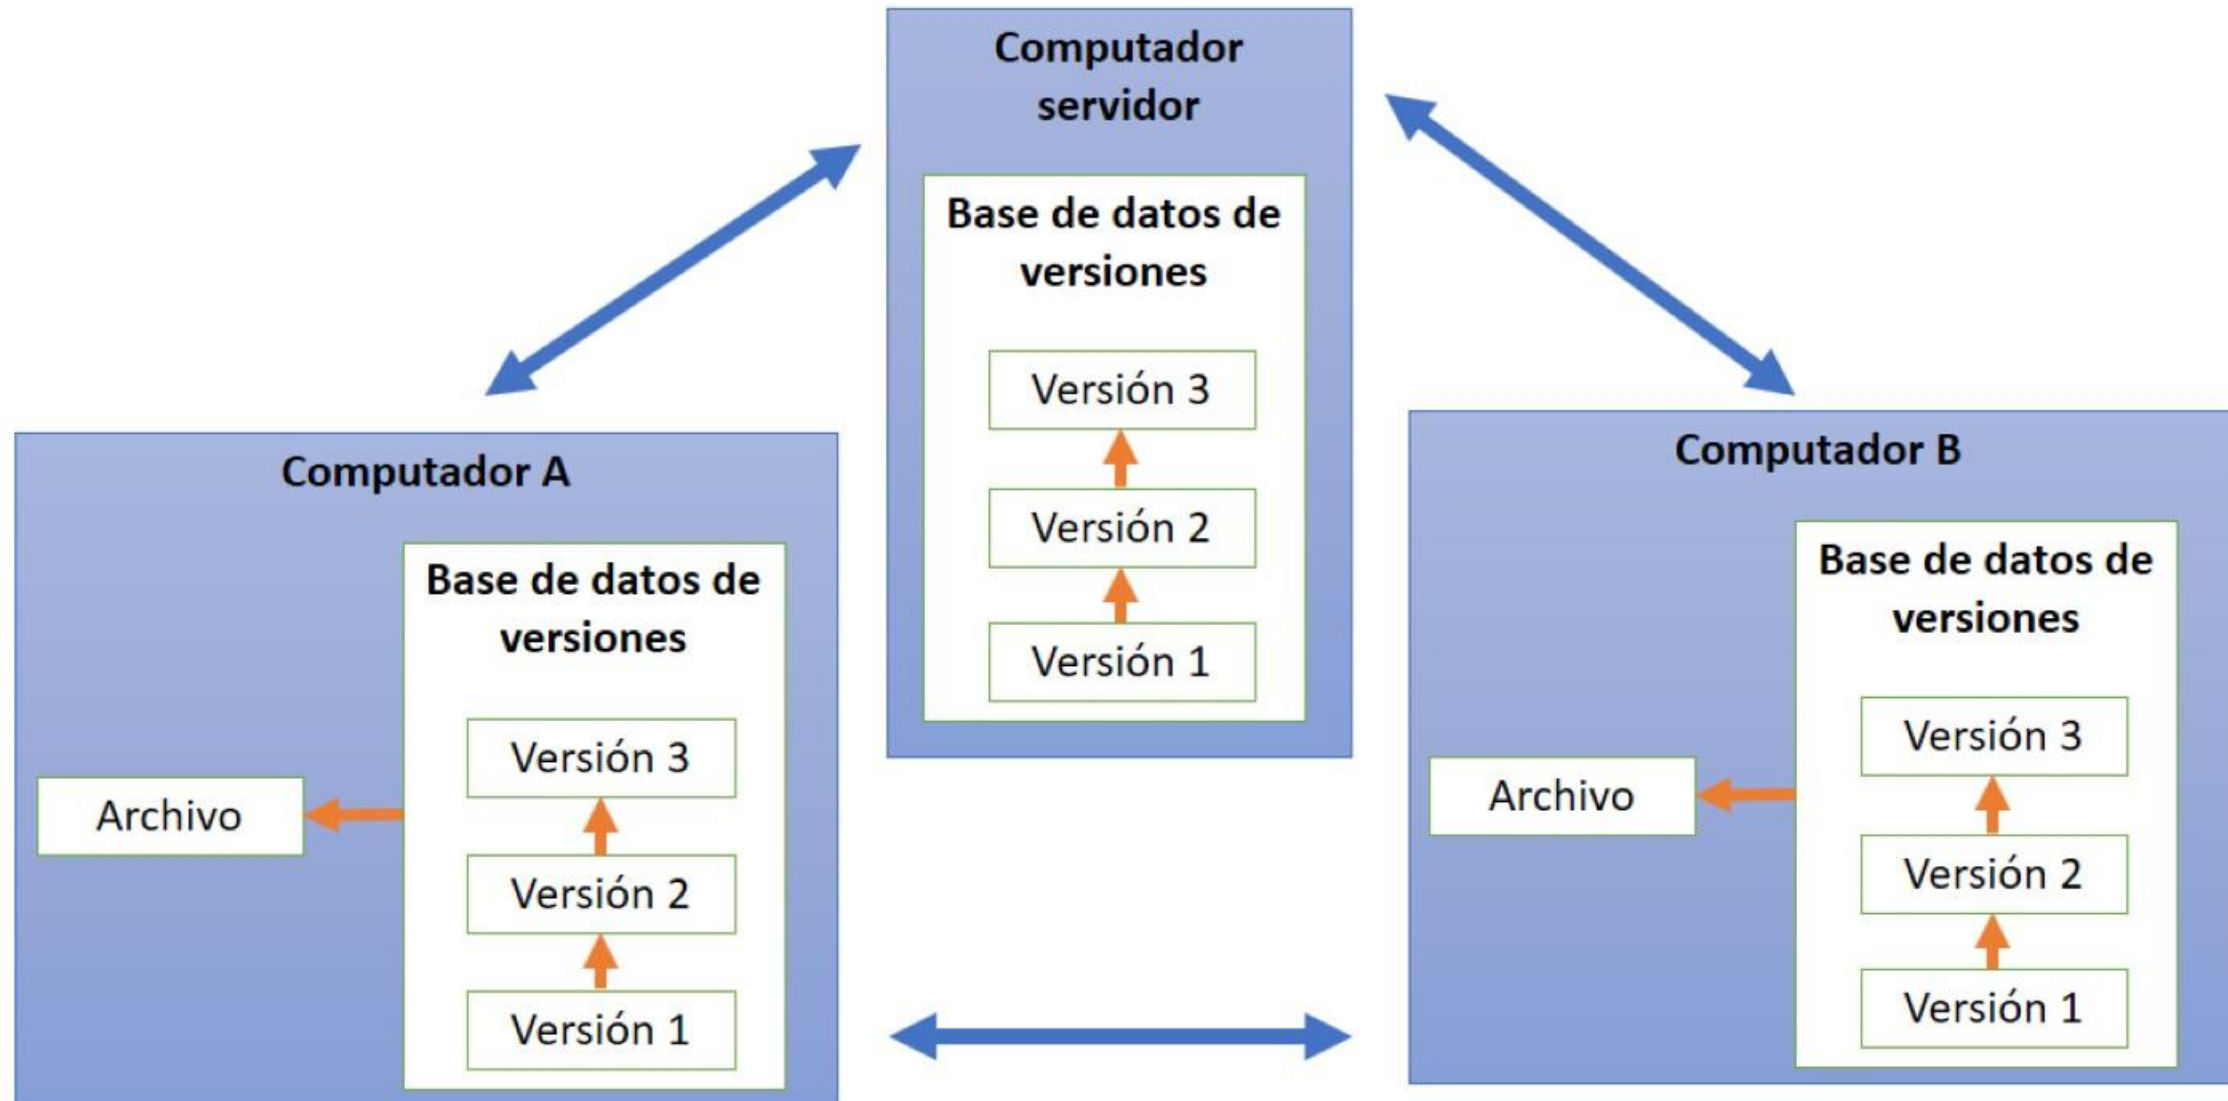 Computador
servidor
Base de datos de
versiones
Versión 3
Versión 2
Versión 1
Computador A
Base de datos de
versiones
Versión 3
Archivo
Versión 2
Versión 1
Computador B
Base de datos de
versiones
Versión 3
Archivo
Versión 2
Versión 1